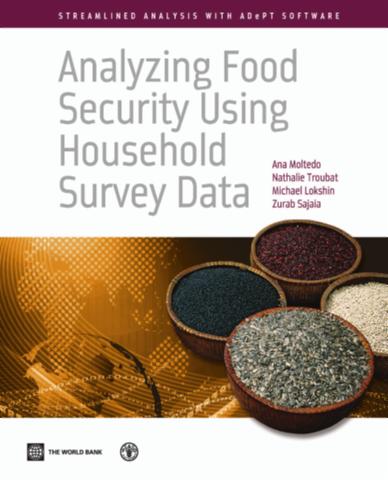 STREAMLINED ANALYSIS WITH ADePT SOFTWARE
Analyzing Food
Security Using
Household
Survey Data
Ana Moltedo
Nathalie Troubat
Michael Lokshin
Zurab Sajaia
THE WORLD BANK